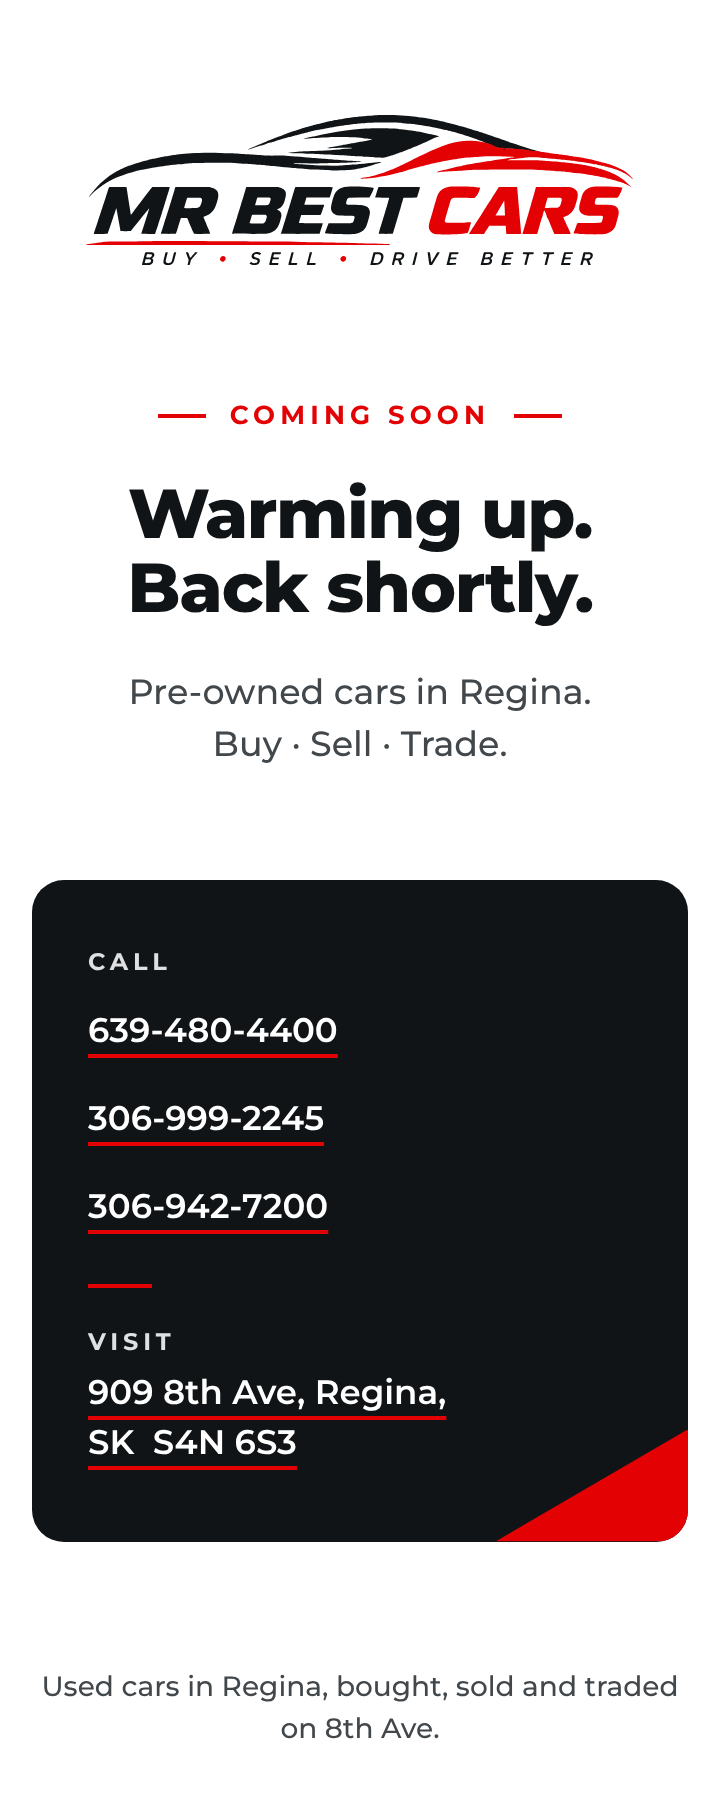 MR BEST CARS
BUY • SELL • DRIVE BETTER
COMING SOON
Warming up.
Back shortly.
Pre-owned cars in Regina.
Buy · Sell · Trade.
CALL
639-480-4400
306-999-2245
306-942-7200
VISIT
909 8th Ave, Regina,
SK  S4N 6S3
Used cars in Regina, bought, sold and traded
on 8th Ave.